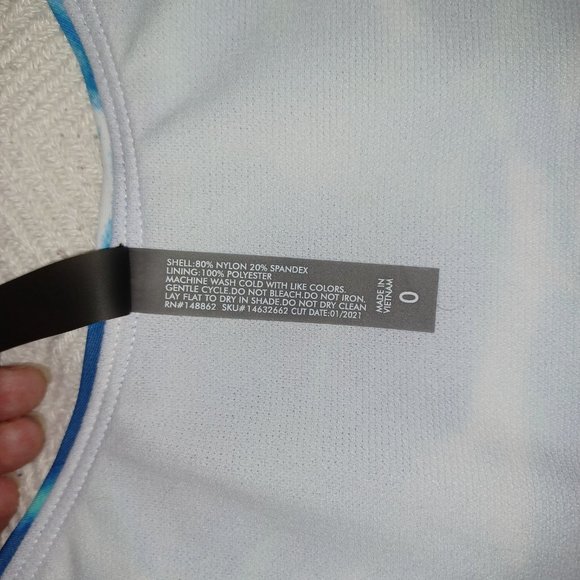 SHELL:80% NYLON 20% SPANDEX
LINING:100% POLYESTER
MACHINE WASH COLD WITH LIKE COLORS.
GENTLE CYCLE.DO NOT BLEACH.DO NOT IRON.
LAY FLAT TO DRY IN SHADE.DO NOT DRY CLEAN
RN#148862 SKU#14632662 CUT DATE:01/2021
MADE IN
VIETNAM
0